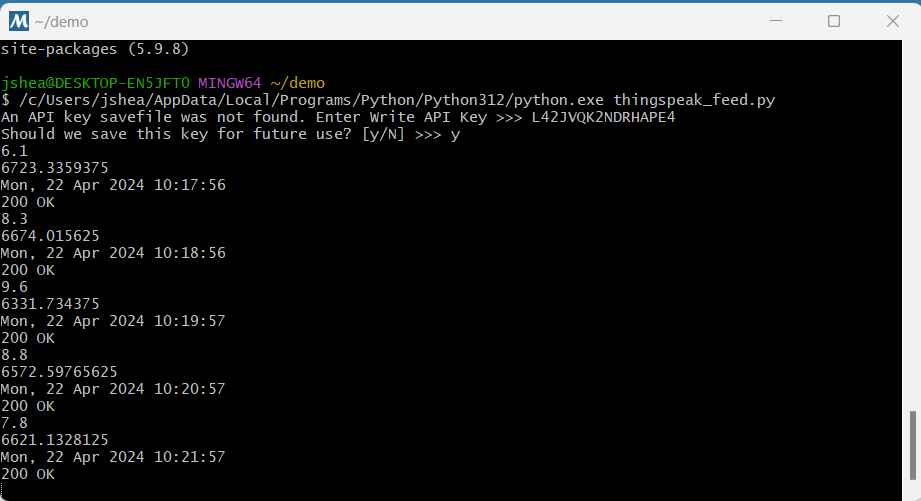 ~/demo
site-packages (5.9.8)
jshea@DESKTOP-EN5JFTO MINGW64 ~/demo
$ /c/Users/jshea/AppData/Local/Programs/Python/Python312/python.exe thingspeak_feed.py
An API key savefile was not found. Enter Write API Key >>> L42JVQK2NDRHAPE4
Should we save this key for future use? [y/N] >>> y
6.1
6723.3359375
Mon, 22 Apr 2024 10:17:56
200 OK
8.3
6674.015625
Mon, 22 Apr 2024 10:18:56
200 OK
9.6
6331.734375
Mon, 22 Apr 2024 10:19:57
200 OK
8.8
6572.59765625
Mon, 22 Apr 2024 10:20:57
200 OK
7.8
6621.1328125
Mon, 22 Apr 2024 10:21:57
200 OK